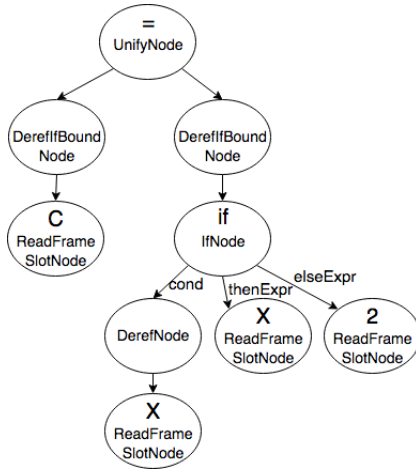 =
UnifyNode
DerefIfBound
Node
DerefIfBound
Node
C
ReadFrame
SlotNode
if
IfNode
cond
thenExpr
elseExpr
DerefNode
X
ReadFrame
SlotNode
2
ReadFrame
SlotNode
X
ReadFrame
SlotNode